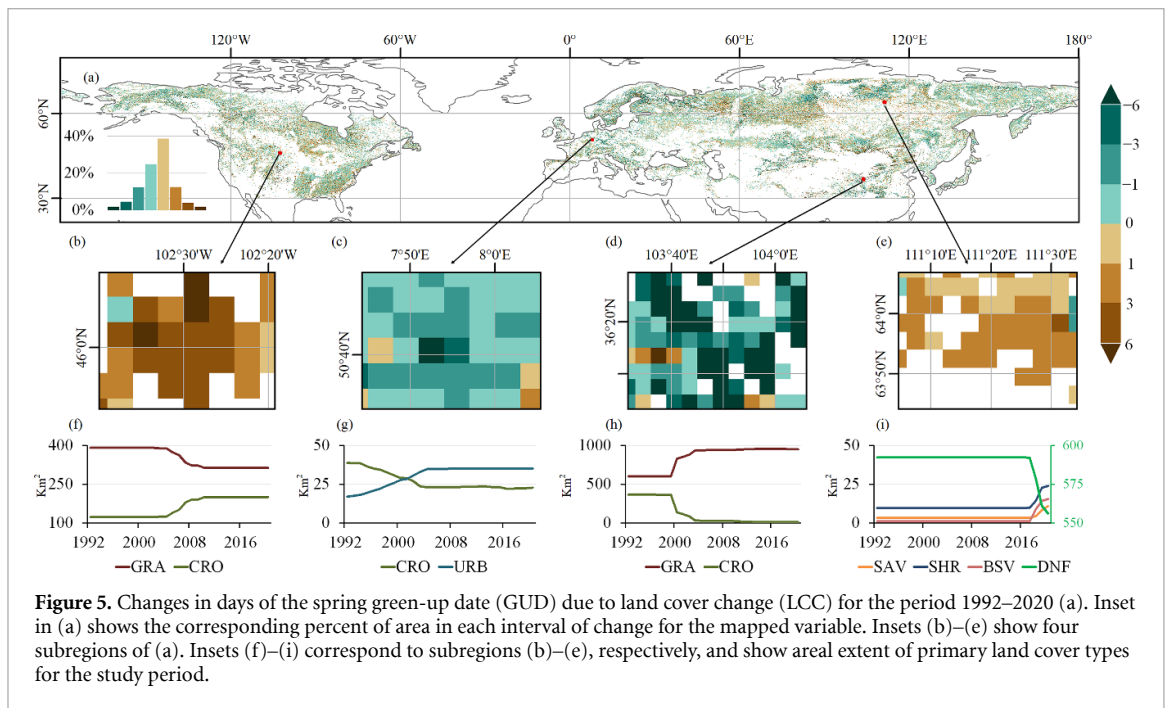 120°W 60°W 0° 60°E 120°E 180°
(a)
60°N
30°N
40%
20%
0%
6
3
−1
0
1
3
6
(b) (c) (d) (e)
102°30'W 102°20'W 7°50'E 8°0'E 103°40'E 104°0'E 111°10'E 111°20'E 111°30'E
46°0'N
50°40'N
36°20'N
64°0'N
63°50'N
(f) (g) (h) (i)
400 50 1000 50 600
Km² Km² Km² Km²
250 25 500 25 575
100 0 0 0 550
1992 2000 2008 2016 1992 2000 2008 2016 1992 2000 2008 2016 1992 2000 2008 2016
GRA CRO CRO URB GRA CRO SAV SHR BSV DNF
Figure 5. Changes in days of the spring green-up date (GUD) due to land cover change (LCC) for the period 1992–2020 (a). Inset
in (a) shows the corresponding percent of area in each interval of change for the mapped variable. Insets (b)–(e) show four
subregions of (a). Insets (f)–(i) correspond to subregions (b)–(e), respectively, and show areal extent of primary land cover types
for the study period.